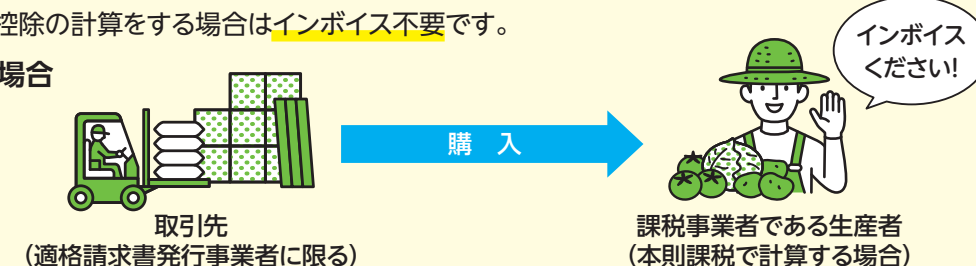 控除の計算をする場合はインボイス不要です。
場合
インボイス
ください!
購 入
取引先
（適格請求書発行事業者に限る）
課税事業者である生産者
（本則課税で計算する場合）